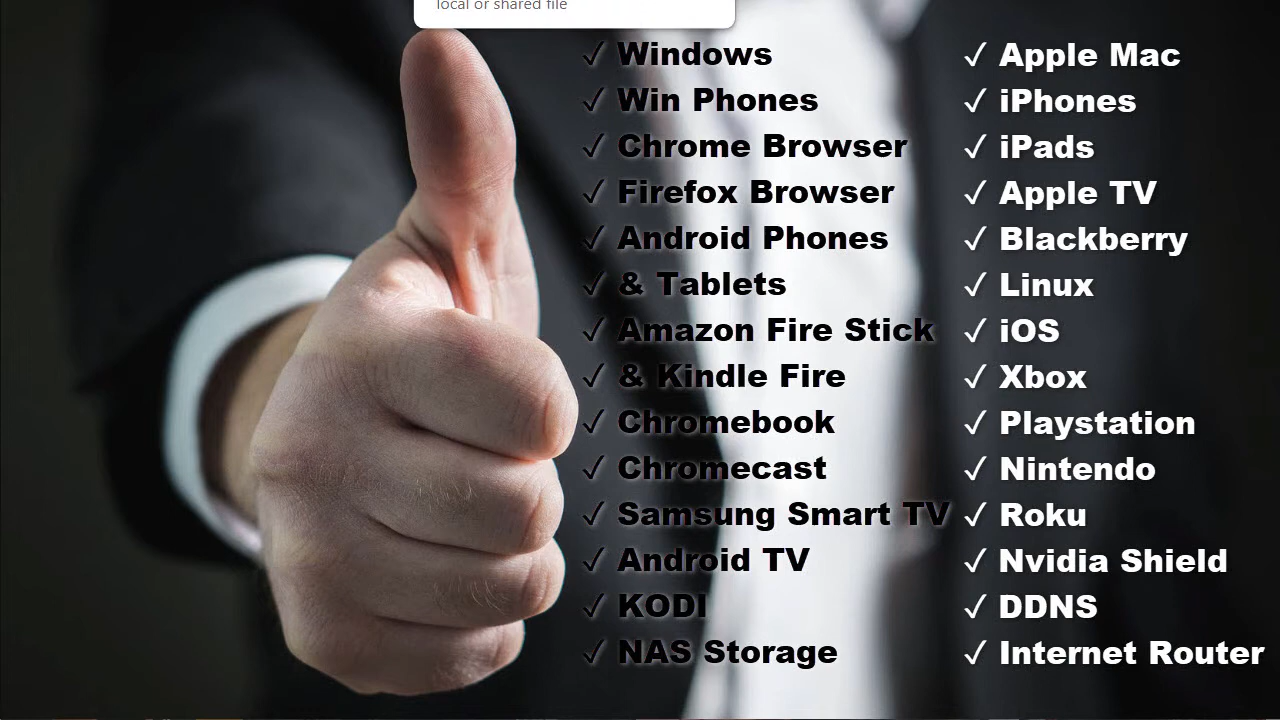 local or shared file
✓ Windows
✓ Win Phones
✓ Chrome Browser
✓ Firefox Browser
✓ Android Phones
✓ & Tablets
✓ Amazon Fire Stick
✓ & Kindle Fire
✓ Chromebook
✓ Chromecast
✓ Samsung Smart TV
✓ Android TV
✓ KODI
✓ NAS Storage
✓ Apple Mac
✓ iPhones
✓ iPads
✓ Apple TV
✓ Blackberry
✓ Linux
✓ iOS
✓ Xbox
✓ Playstation
✓ Nintendo
✓ Roku
✓ Nvidia Shield
✓ DDNS
✓ Internet Router